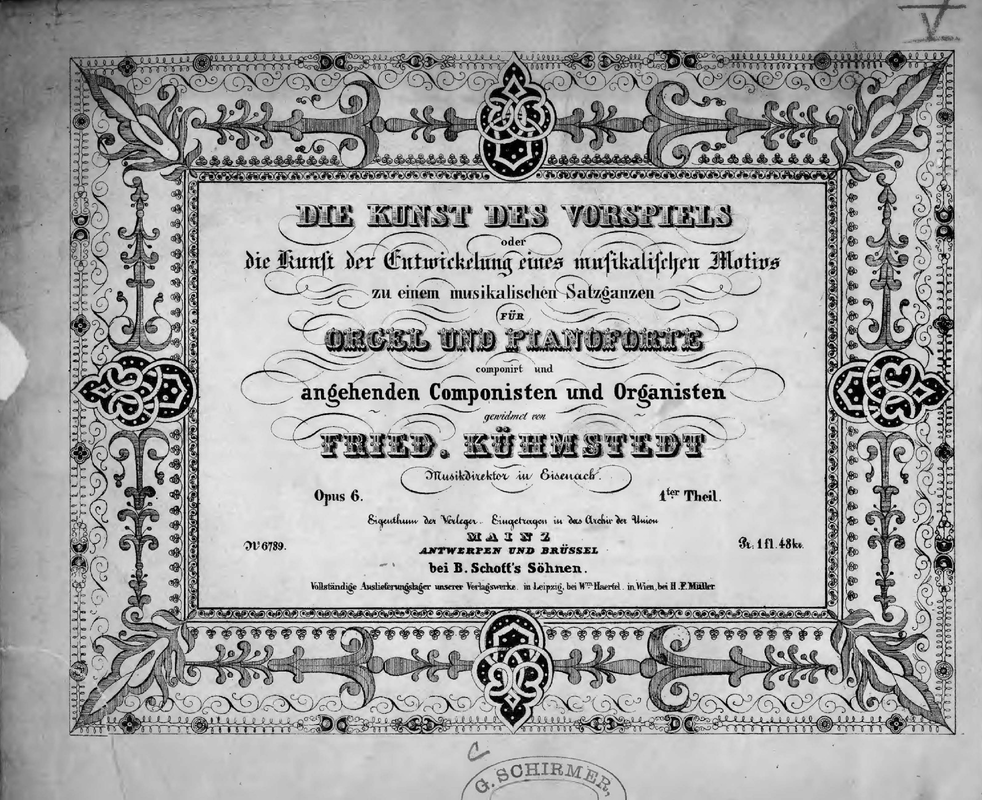 V
DIE KUNST DES VORSPIELS
oder
die Kunst der Entwickelung eines musikalischen Motivs
zu einem musikalischen Satzganzen
FÜR
ORGEL UND PIANOFORTE
componirt und
angehenden Componisten und Organisten
gewidmet von
FRIED. KÜHMSTEDT
Musikdirektor in Eisenach.
Opus 6. 1ter Theil.
Eigenthum der Verleger. Eingetragen in das Archiv der Union
MAINZ
No 6789. Pr. 1 fl. 48 kr.
ANTWERPEN UND BRÜSSEL
bei B. Schott's Söhnen.
Vollständige Auslieferungslager unserer Verlagswerke. in Leipzig, bei Wm Haertel. in Wien, bei H. F. Müller
C
G. SCHIRMER,